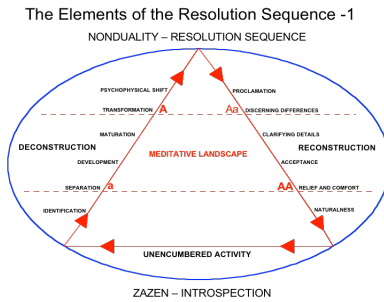 The Elements of the Resolution Sequence -1
NONDUALITY – RESOLUTION SEQUENCE
PSYCHOPHYSICAL SHIFT
PROCLAMATION
TRANSFORMATION A
Aa DISCERNING DIFFERENCES
MATURATION
CLARIFYING DETAILS
DECONSTRUCTION
MEDITATIVE LANDSCAPE
RECONSTRUCTION
DEVELOPMENT
ACCEPTANCE
SEPARATION a
AA RELIEF AND COMFORT
IDENTIFICATION
NATURALNESS
UNENCUMBERED ACTIVITY
ZAZEN – INTROSPECTION